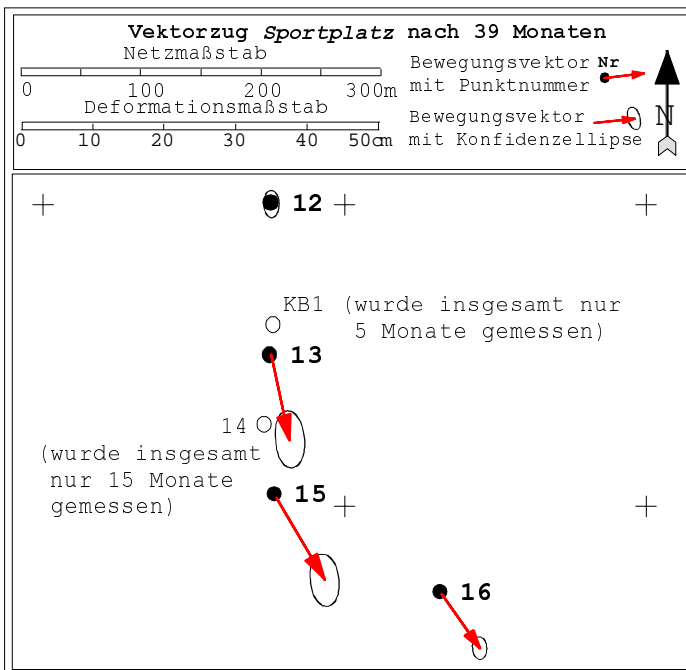 Vektorzug Sportplatz nach 39 Monaten
Netzmaßstab
0 100 200 300m
Deformationsmaßstab
0 10 20 30 40 50cm
Bewegungsvektor Nr
mit Punktnummer
Bewegungsvektor
mit Konfidenzellipse
N
12
KB1 (wurde insgesamt nur
5 Monate gemessen)
13
14
(wurde insgesamt
nur 15 Monate
gemessen)
15
16